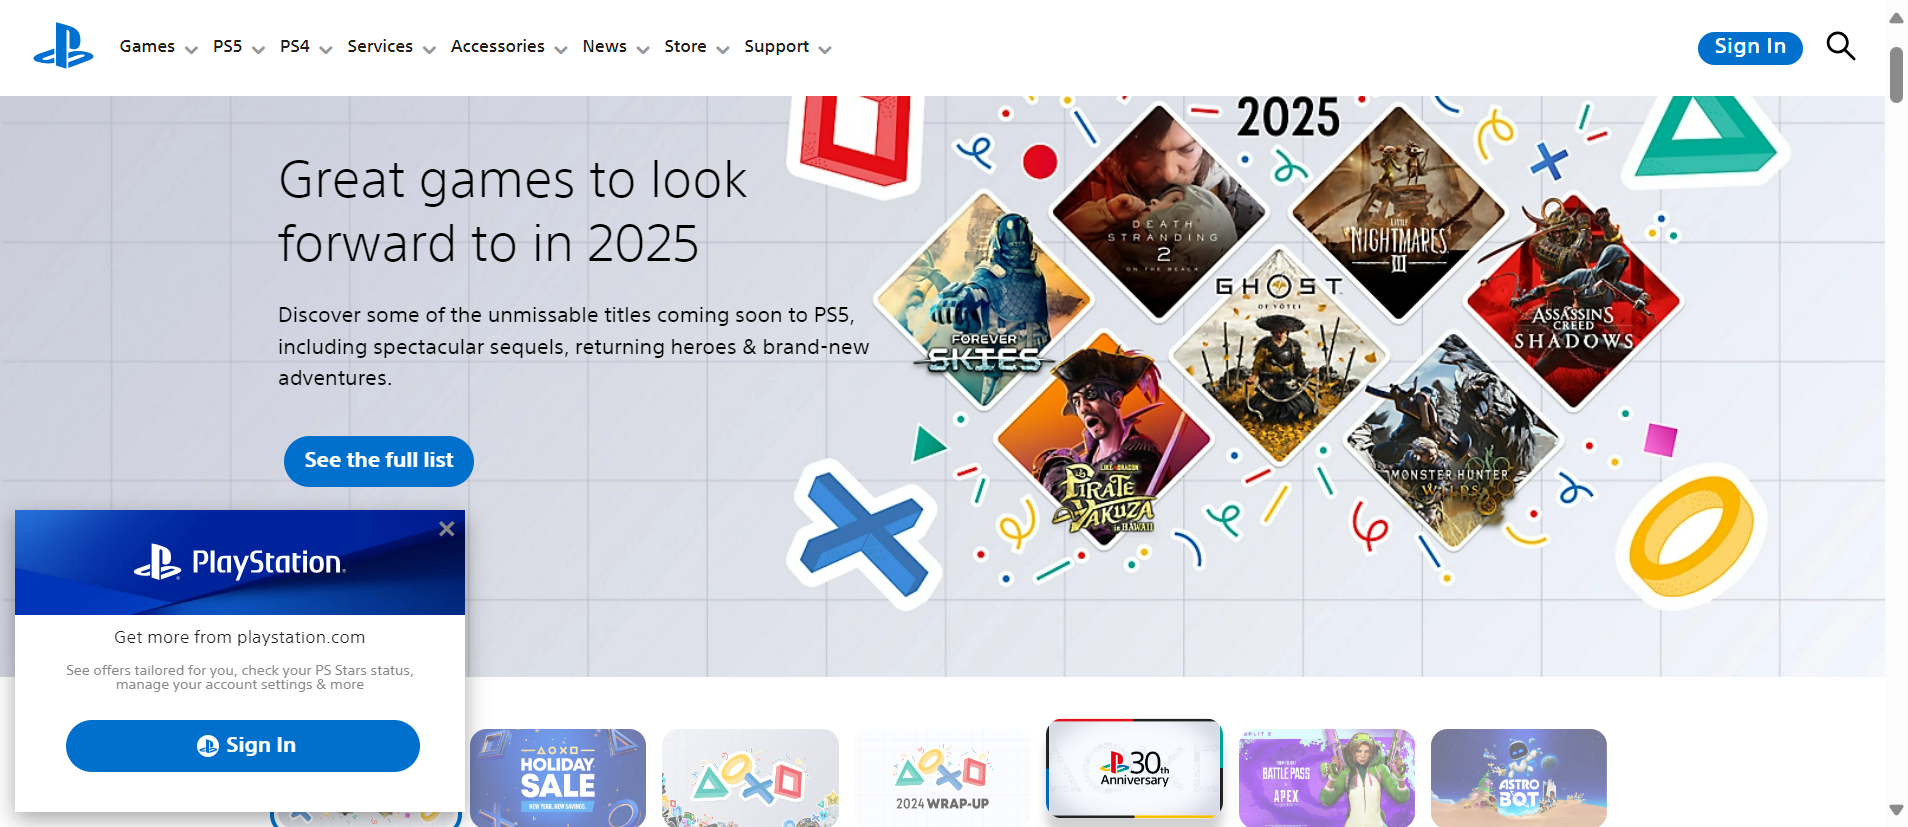 Games
PS5
PS4
Services
Accessories
News
Store
Support
Sign In
Great games to look
forward to in 2025
Discover some of the unmissable titles coming soon to PS5,
including spectacular sequels, returning heroes & brand-new
adventures.
See the full list
2025
DEATH
STRANDING
2
ON THE BEACH
LITTLE
NIGHTMARES
III
GHOST
OF YŌTEI
ASSASSIN'S
CREED
SHADOWS
FOREVER
SKIES
LIKE A DRAGON
PIRATE
YAKUZA
in HAWAII
MONSTER HUNTER
WILDS
PlayStation
Get more from playstation.com
See offers tailored for you, check your PS Stars status,
manage your account settings & more
Sign In
HOLIDAY
SALE
NEW YEAR, NEW SAVINGS.
2024 WRAP-UP
30th
Anniversary
SPLIT 2
BATTLE PASS
APEX
ASTRO
BOT